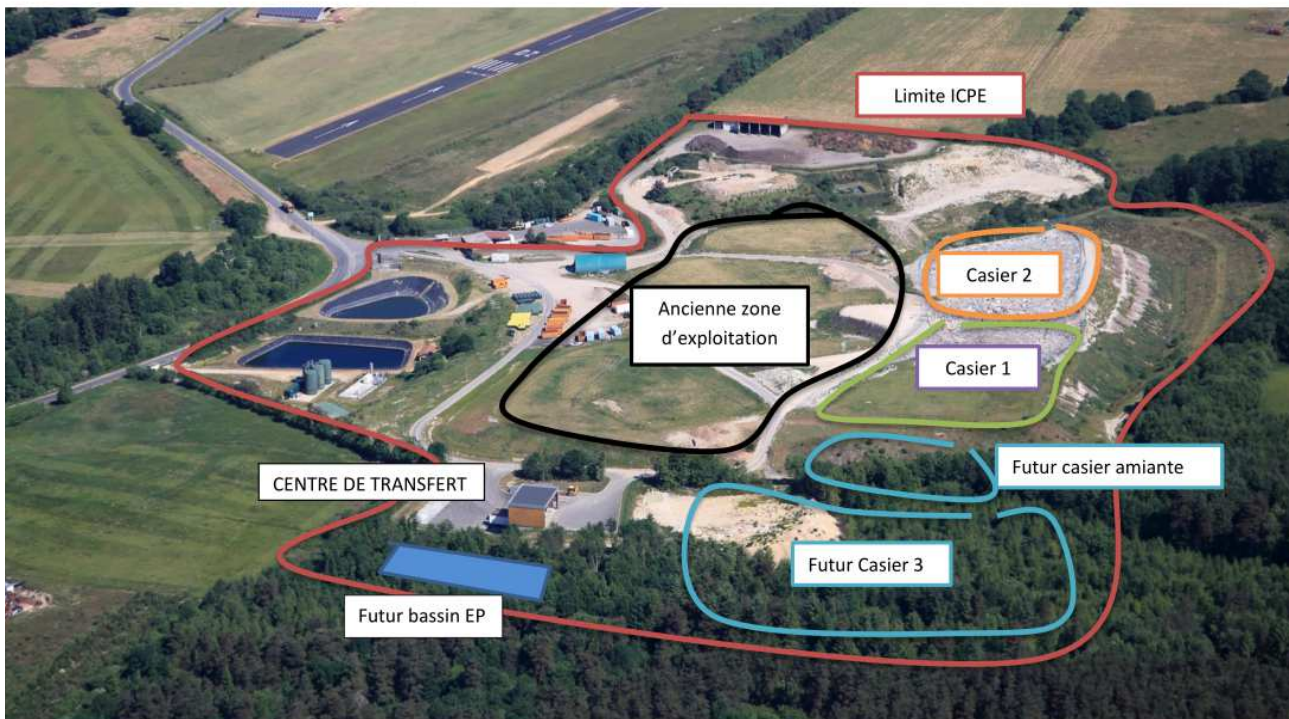 Limite ICPE
Casier 2
Ancienne zone
d'exploitation
Casier 1
Futur casier amiante
CENTRE DE TRANSFERT
Futur Casier 3
Futur bassin EP